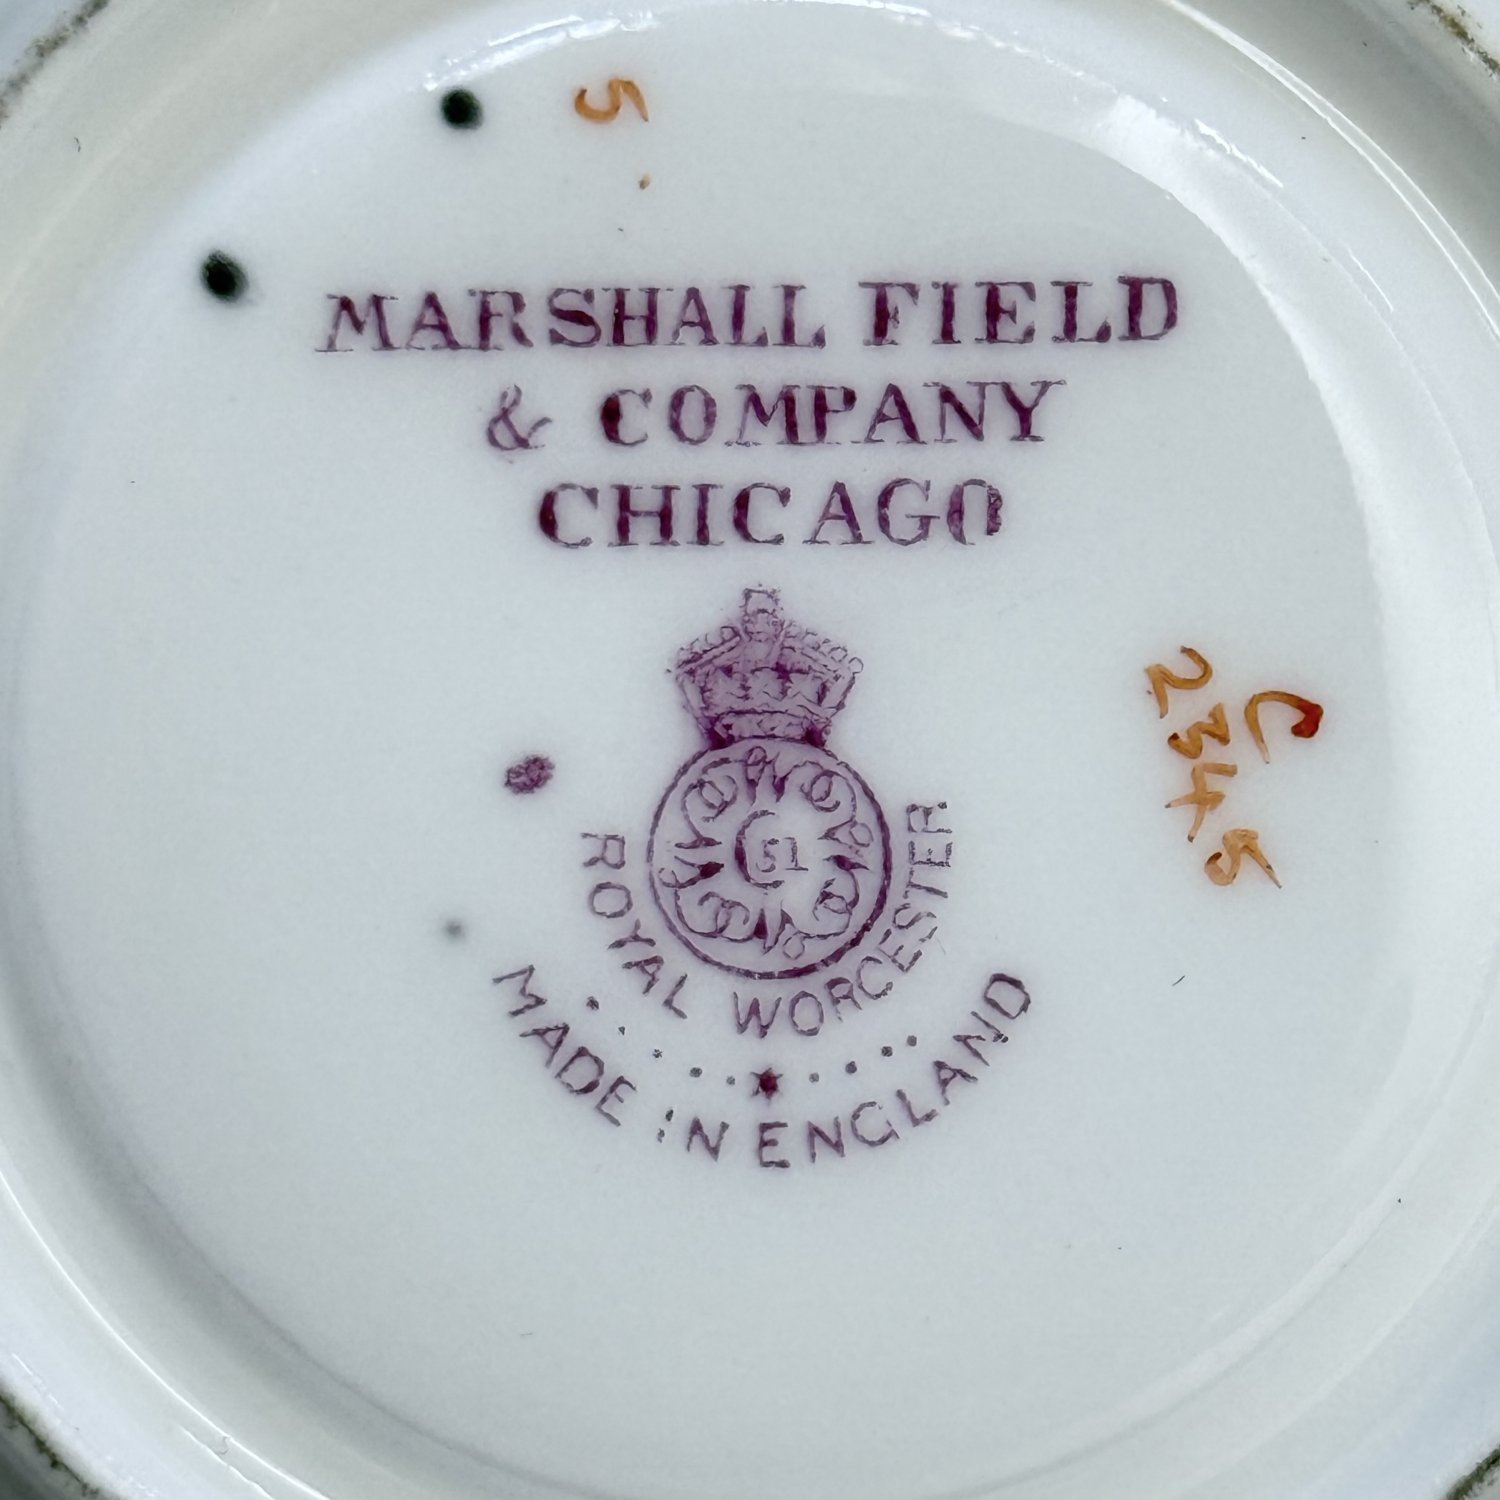 5
MARSHALL FIELD
& COMPANY
CHICAGO
C
2345
51
ROYAL WORCESTER
MADE IN ENGLAND